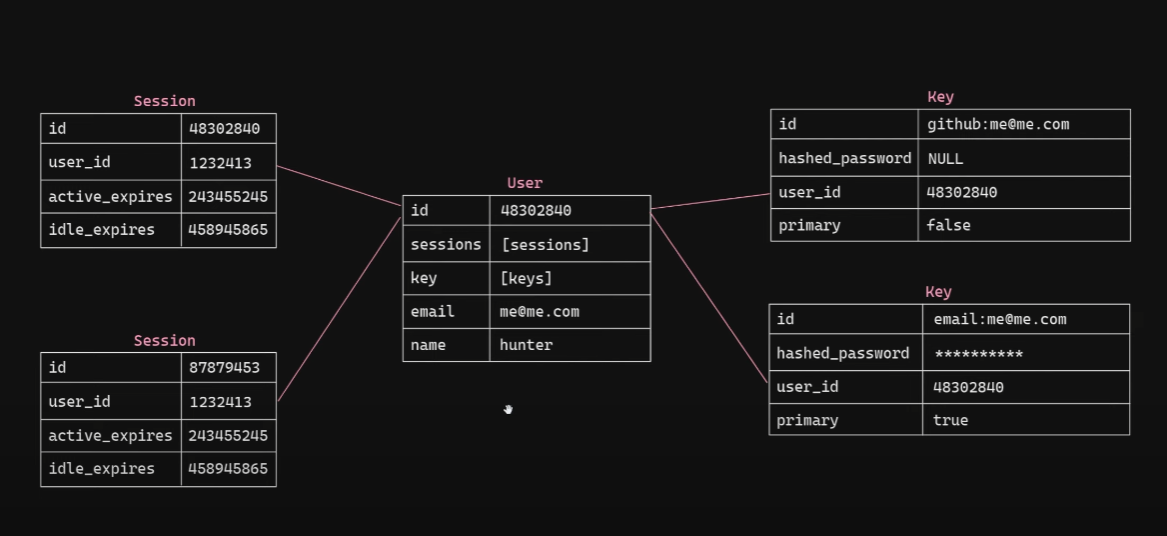 Session
id 48302840
user_id 1232413
active_expires 243455245
idle_expires 458945865
Session
id 87879453
user_id 1232413
active_expires 243455245
idle_expires 458945865
User
id 48302840
sessions [sessions]
key [keys]
email me@me.com
name hunter
Key
id github:me@me.com
hashed_password NULL
user_id 48302840
primary false
Key
id email:me@me.com
hashed_password **********
user_id 48302840
primary true